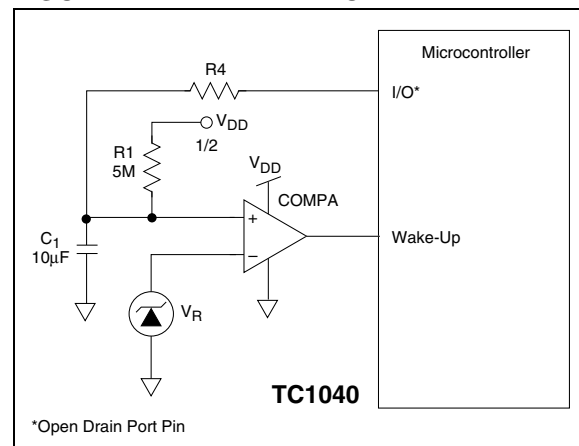 Microcontroller
R4
I/O*
VDD
R1
5M
1/2
VDD
COMPA
+
C1
10µF
−
Wake-Up
VR
TC1040
*Open Drain Port Pin